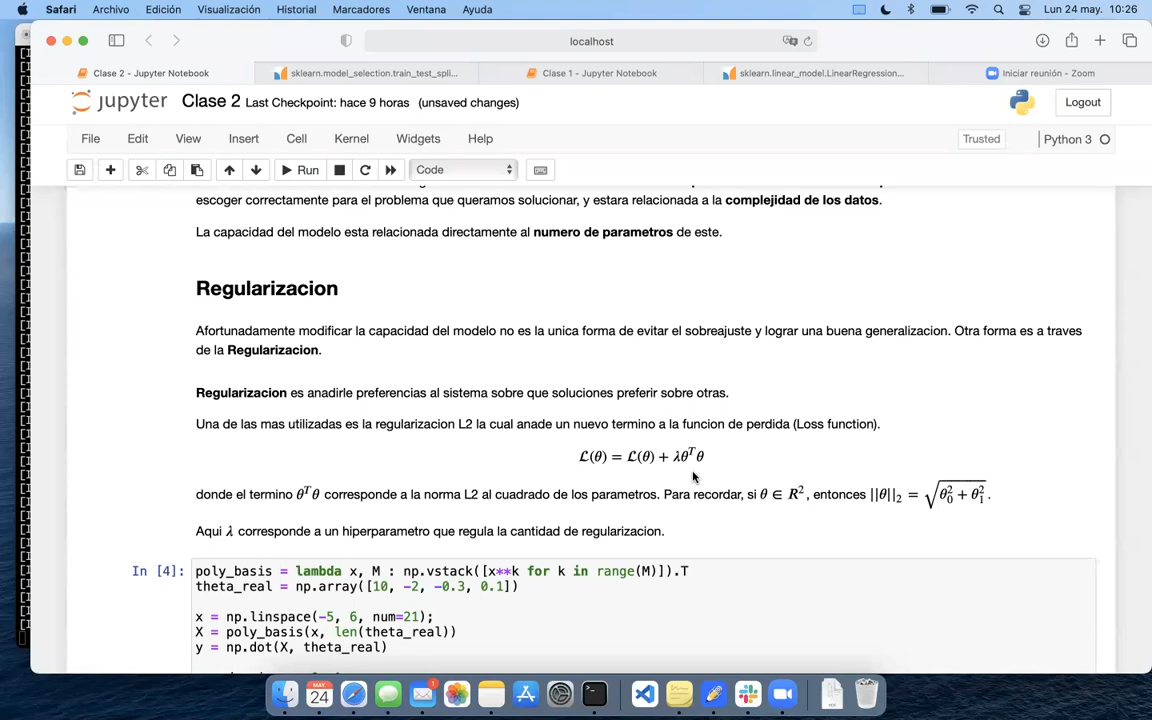 Safari Archivo Edición Visualización Historial Marcadores Ventana Ayuda Lun 24 may. 10:26
localhost
Clase 2 - Jupyter Notebook sklearn.model_selection.train_test_spli... Clase 1 - Jupyter Notebook sklearn.linear_model.LinearRegression... Iniciar reunión - Zoom
jupyter Clase 2 Last Checkpoint: hace 9 horas (unsaved changes) Logout
File Edit View Insert Cell Kernel Widgets Help Trusted Python 3
Run Code
escoger correctamente para el problema que queramos solucionar, y estara relacionada a la complejidad de los datos.
La capacidad del modelo esta relacionada directamente al numero de parametros de este.
Regularizacion
Afortunadamente modificar la capacidad del modelo no es la unica forma de evitar el sobreajuste y lograr una buena generalizacion. Otra forma es a traves
de la Regularizacion.
Regularizacion es anadirle preferencias al sistema sobre que soluciones preferir sobre otras.
Una de las mas utilizadas es la regularizacion L2 la cual anade un nuevo termino a la funcion de perdida (Loss function).
ℒ(θ) = ℒ(θ) + λθ^Tθ
donde el termino θ^Tθ corresponde a la norma L2 al cuadrado de los parametros. Para recordar, si θ ∈ R², entonces ||θ||₂ = √(θ₀² + θ₁²).
Aqui λ corresponde a un hiperparametro que regula la cantidad de regularizacion.
In [4]: poly_basis = lambda x, M : np.vstack([x**k for k in range(M)]).T
theta_real = np.array([10, -2, -0.3, 0.1])
x = np.linspace(-5, 6, num=21);
X = poly_basis(x, len(theta_real))
y = np.dot(X, theta_real)
MAY 24 1